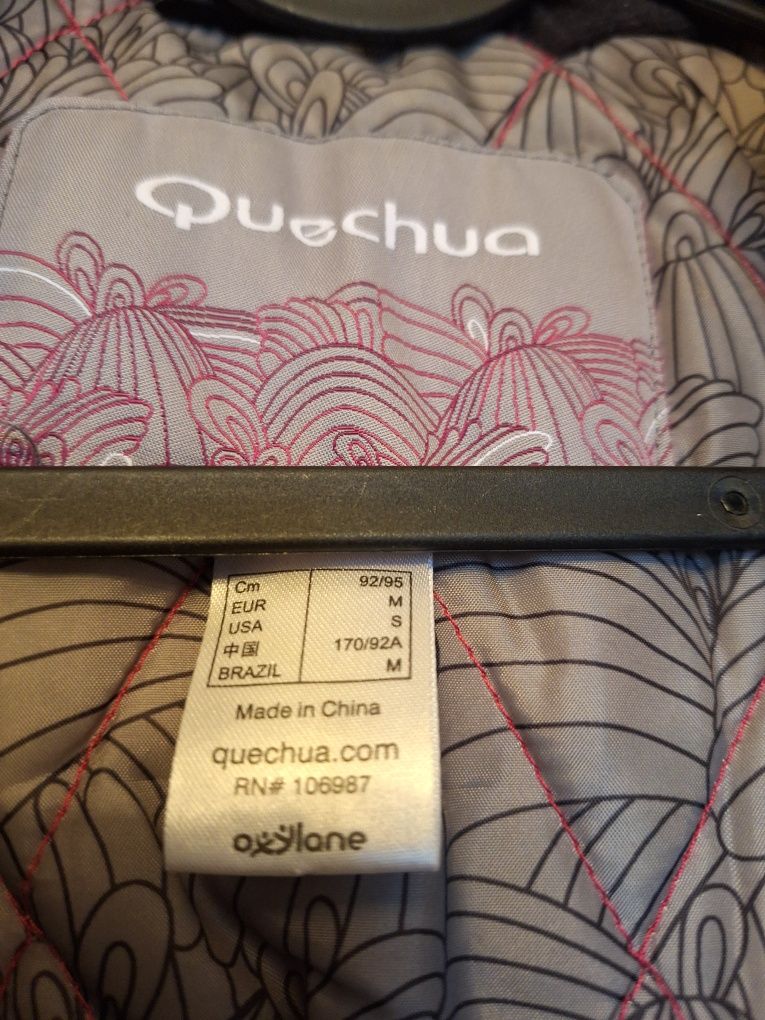 Quechua
Cm 92/95
EUR M
USA S
中国 170/92A
BRAZIL M
Made in China
quechua.com
RN# 106987
oxylane